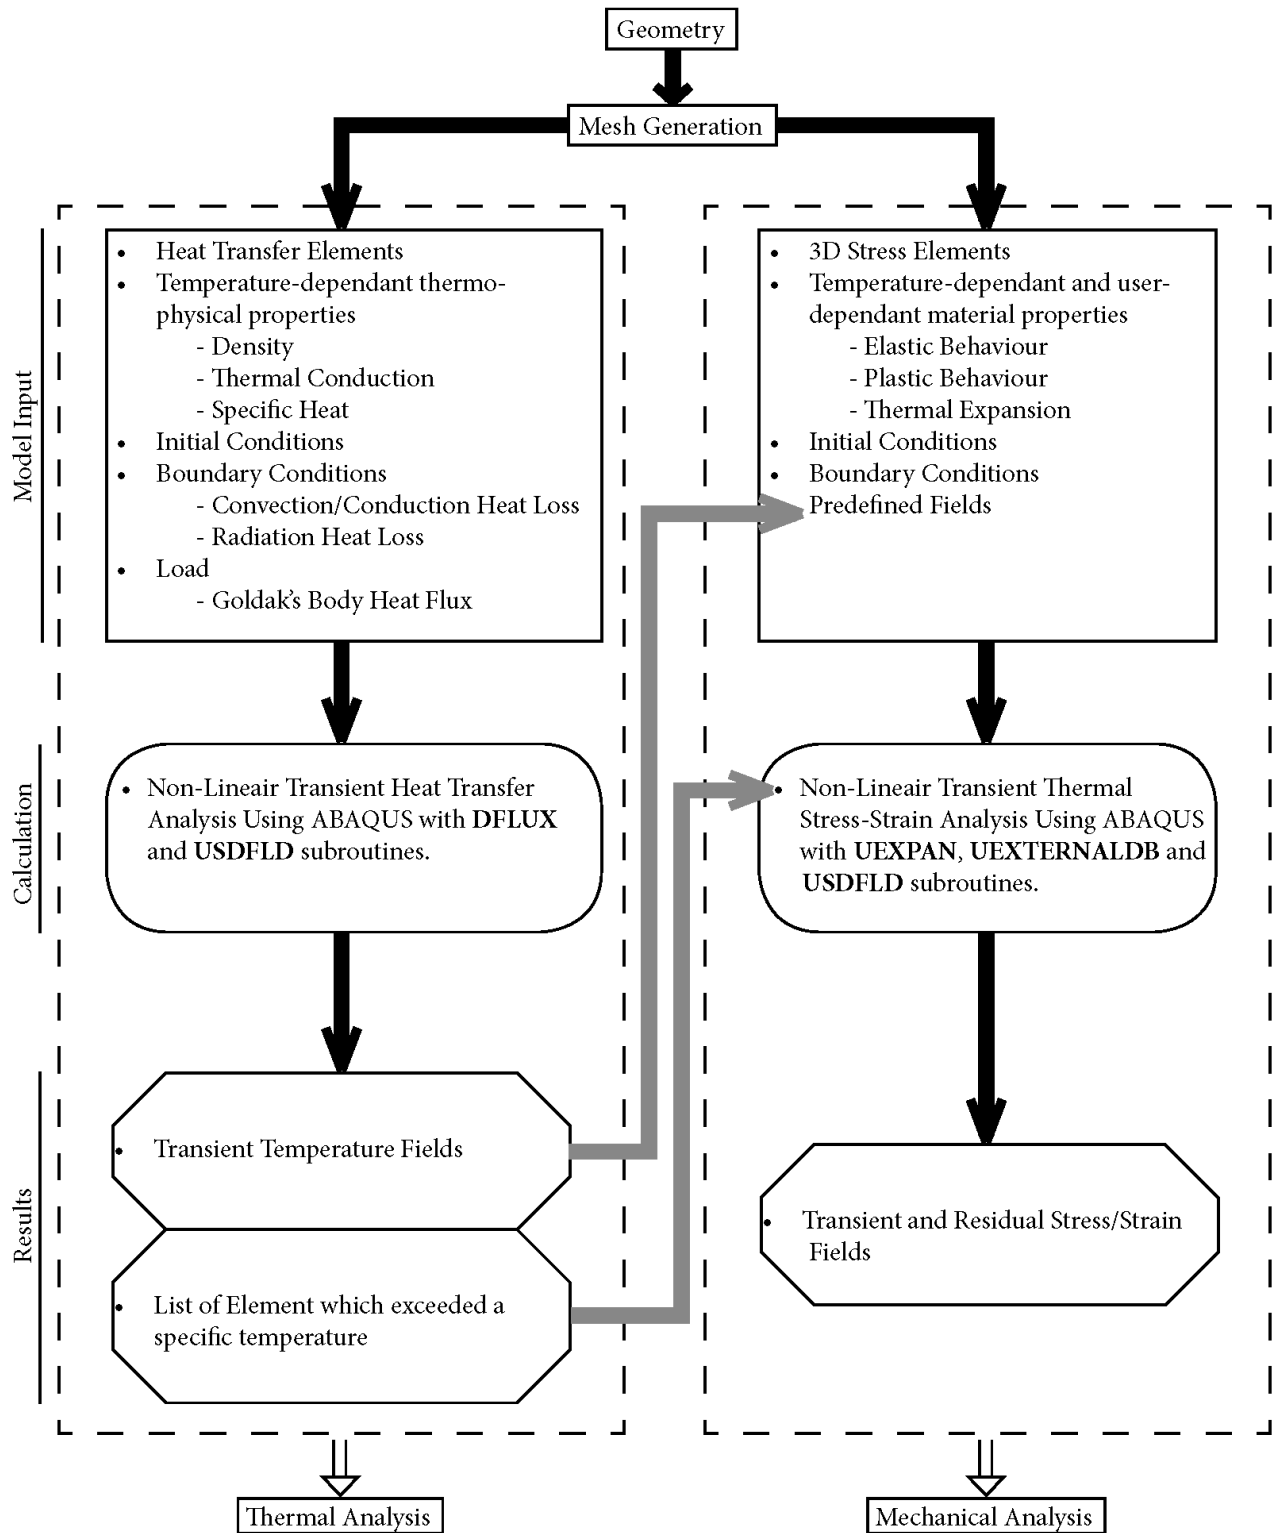 Geometry
Mesh Generation
Model Input
• Heat Transfer Elements
• Temperature-dependant thermo-
physical properties
- Density
- Thermal Conduction
- Specific Heat
• Initial Conditions
• Boundary Conditions
- Convection/Conduction Heat Loss
- Radiation Heat Loss
• Load
- Goldak's Body Heat Flux
• 3D Stress Elements
• Temperature-dependant and user-
dependant material properties
- Elastic Behaviour
- Plastic Behaviour
- Thermal Expansion
• Initial Conditions
• Boundary Conditions
Predefined Fields
Calculation
• Non-Lineair Transient Heat Transfer
Analysis Using ABAQUS with DFLUX
and USDFLD subroutines.
• Non-Lineair Transient Thermal
Stress-Strain Analysis Using ABAQUS
with UEXPAN, UEXTERNALDB and
USDFLD subroutines.
Results
• Transient Temperature Fields
• List of Element which exceeded a
specific temperature
• Transient and Residual Stress/Strain
Fields
Thermal Analysis
Mechanical Analysis